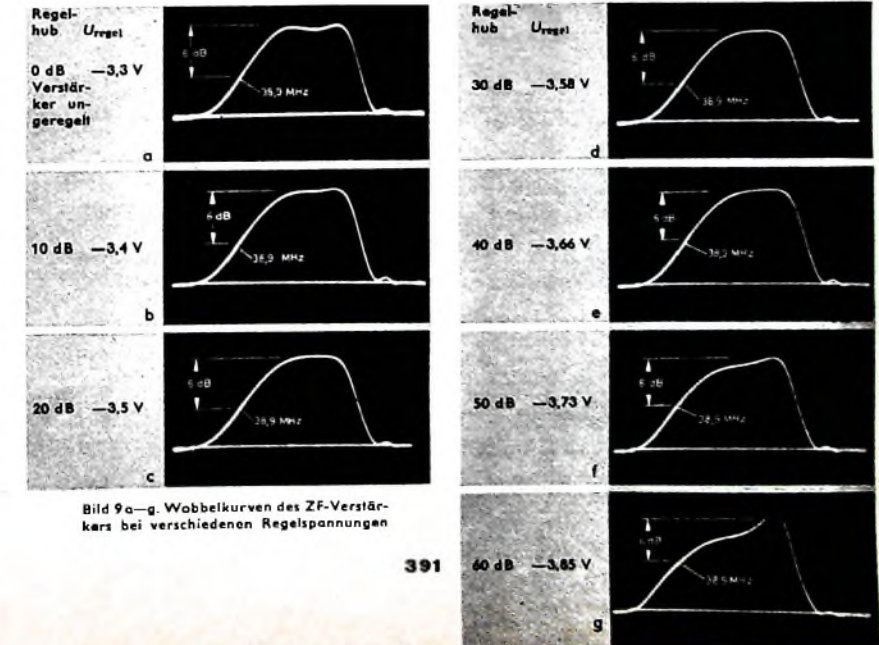 Regel-
hub Uregel
0 dB —3,3 V
Verstär-
ker un-
geregelt
6 dB
38,9 MHz
a
10 dB —3,4 V
6 dB
38,9 MHz
b
20 dB —3,5 V
6 dB
38,9 MHz
c
Bild 9a—g. Wobbelkurven des ZF-Verstär-
kers bei verschiedenen Regelspannungen
391
Regel-
hub Uregel
30 dB —3,58 V
6 dB
38,9 MHz
d
40 dB —3,66 V
6 dB
38,9 MHz
e
50 dB —3,73 V
6 dB
38,9 MHz
f
60 dB —3,85 V
6 dB
38,9 MHz
g